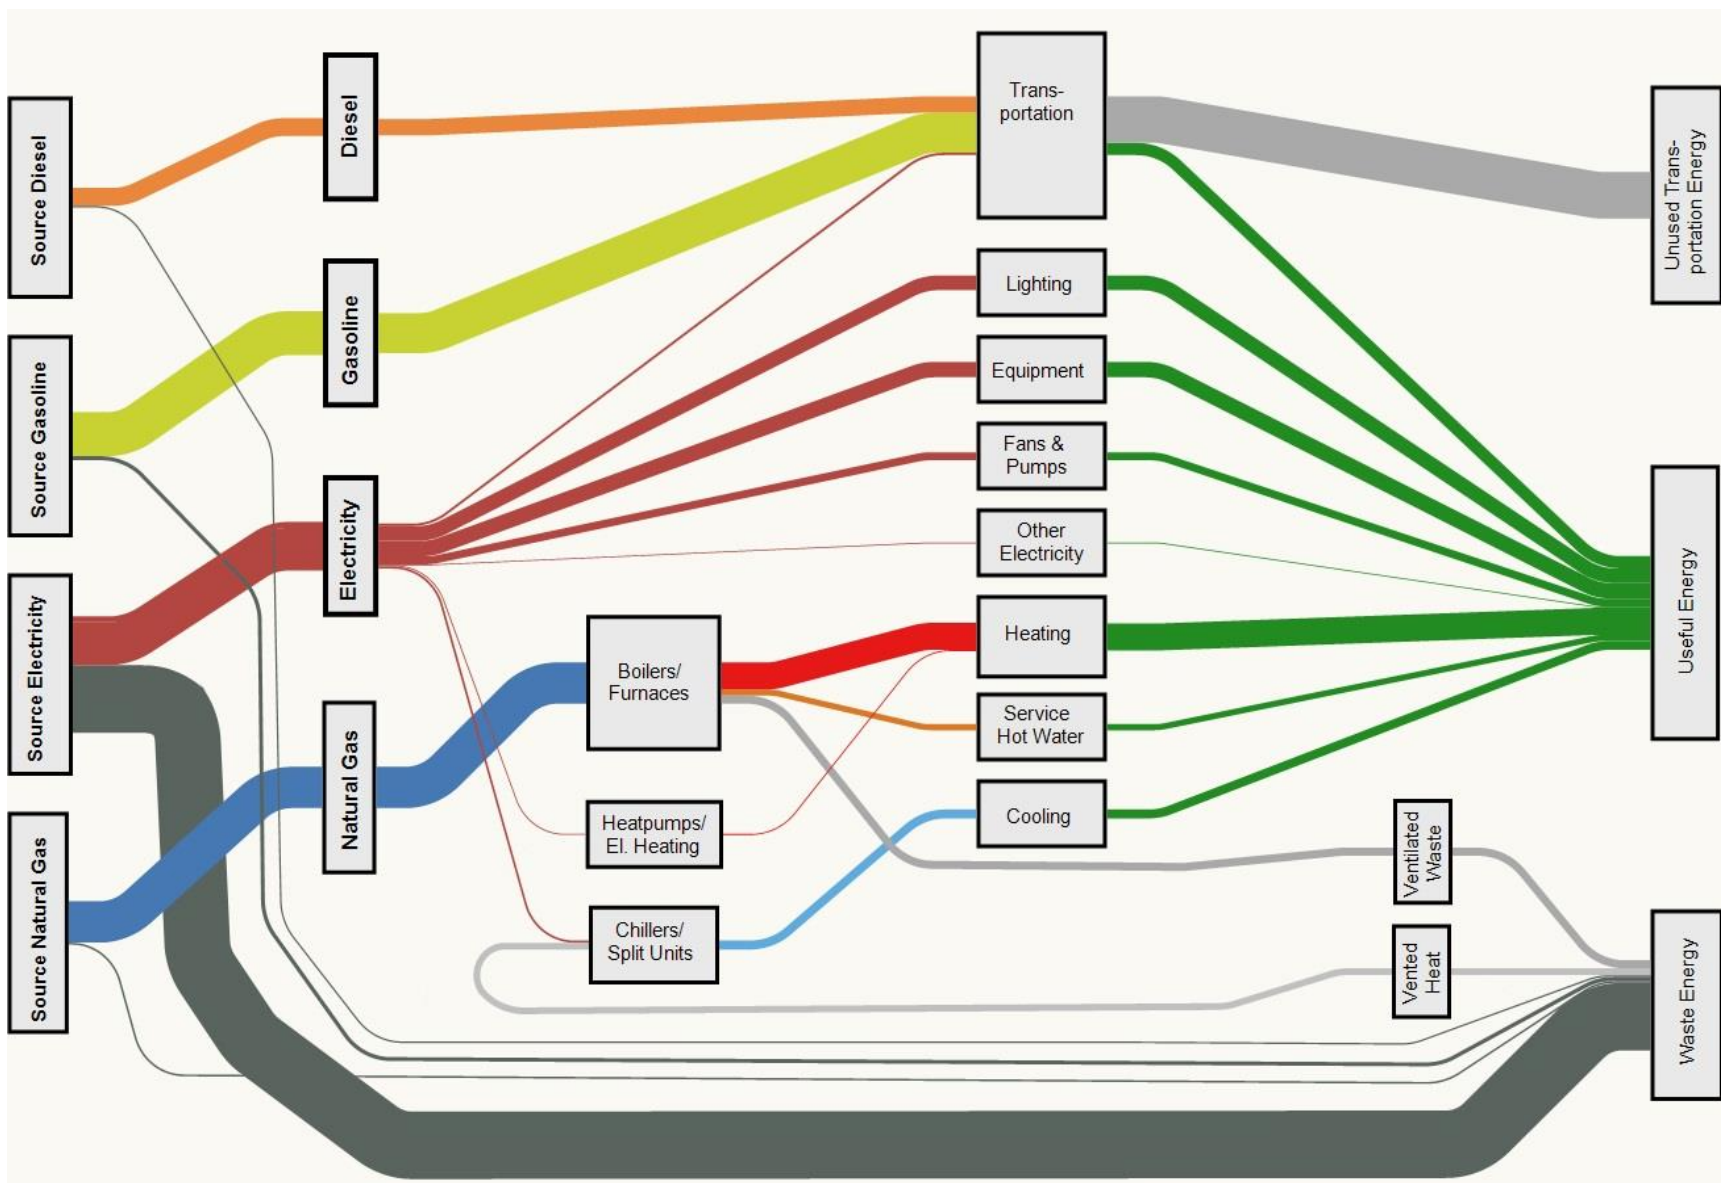 Source Diesel
Source Gasoline
Source Electricity
Source Natural Gas
Diesel
Gasoline
Electricity
Natural Gas
Boilers/
Furnaces
Heatpumps/
El. Heating
Chillers/
Split Units
Trans-
portation
Lighting
Equipment
Fans &
Pumps
Other
Electricity
Heating
Service
Hot Water
Cooling
Ventilated
Waste
Vented
Heat
Unused Trans-
portation Energy
Useful Energy
Waste Energy